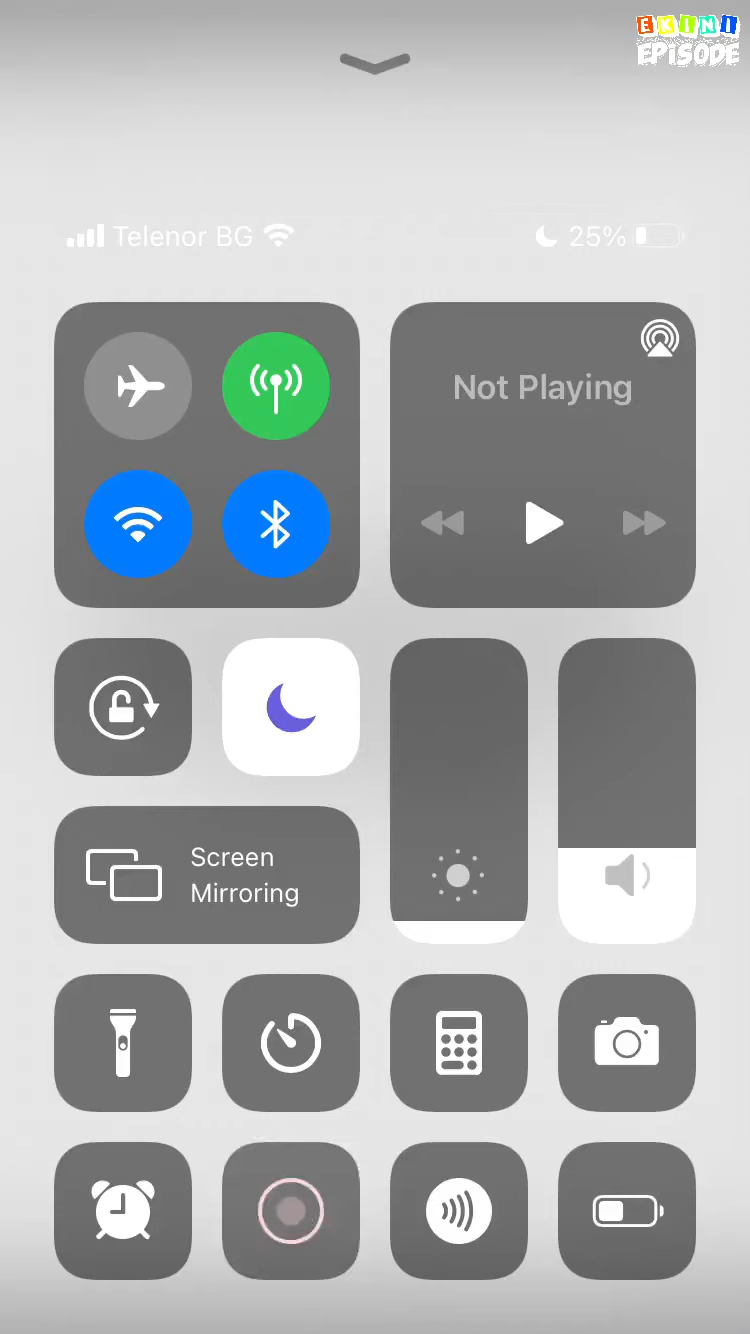 EKINI
EPISODE
Telenor BG
25%
Not Playing
Screen
Mirroring